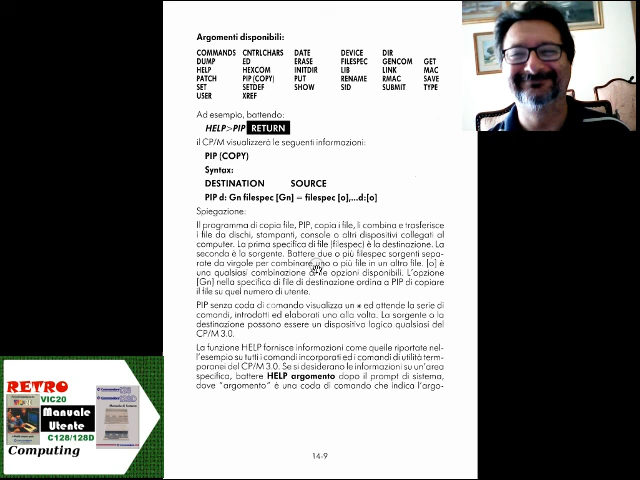 Argomenti disponibili:
COMMANDS CNTRLCHARS DATE DEVICE DIR
DUMP ED ERASE FILESPEC GENCOM GET
HELP HEXCOM INITDIR LIB LINK MAC
PATCH PIP (COPY) PUT RENAME RMAC SAVE
SET SETDEF SHOW SID SUBMIT TYPE
USER XREF
Ad esempio, battendo:
HELP>PIP RETURN
il CP/M visualizzerà le seguenti informazioni:
PIP (COPY)
Syntax:
DESTINATION SOURCE
PIP d: Gn filespec [Gn] = filespec [o],...d:[o]
Spiegazione:
Il programma di copia file, PIP, copia i file, li combina e trasferisce
i file da dischi, stampanti, console o altri dispositivi collegati al
computer. La prima specifica di file (filespec) è la destinazione. La
seconda è la sorgente. Battere due o più filespec sorgenti sepa-
rate da virgole per combinare uno o più file in un altro file. [o] è
una qualsiasi combinazione delle opzioni disponibili. L'opzione
[Gn] nella specifica di file di destinazione ordina a PIP di copiare
il file su quel numero di utente.
PIP senza coda di comando visualizza un * ed attende la serie di
comandi, introdotti ed elaborati uno alla volta. La sorgente o la
destinazione possono essere un dispositivo logico qualsiasi del
CP/M 3.0.
La funzione HELP fornisce informazioni come quelle riportate nel-
l'esempio su tutti i comandi incorporati ed i comandi di utilità tem-
poranei del CP/M 3.0. Se si desiderano le informazioni su un'area
specifica, battere HELP argomento dopo il prompt di sistema,
dove "argomento" è una coda di comando che indica l'argo-
14-9
RETRO
VIC20
Manuale
Utente
C128/128D
Computing